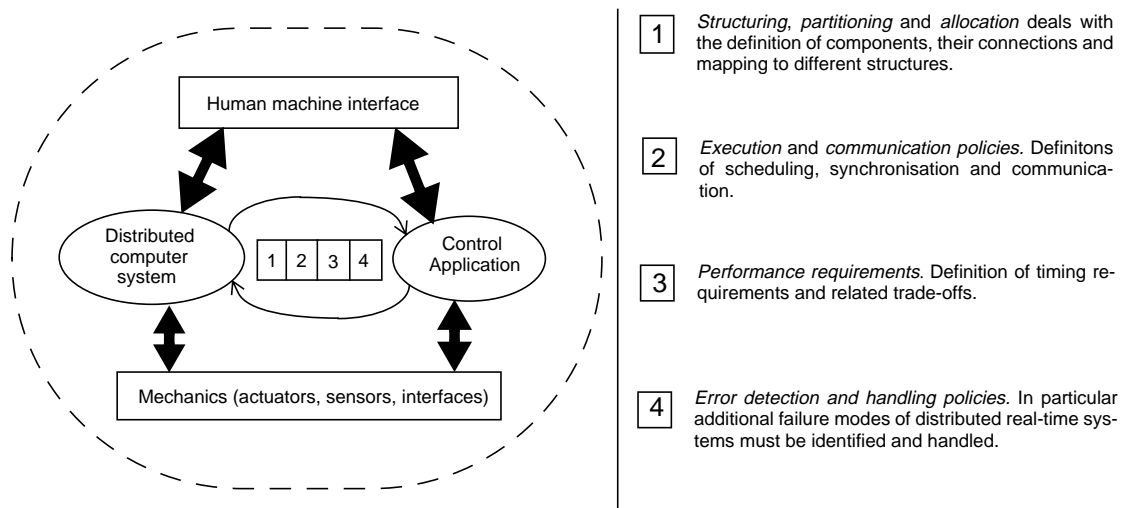 Human machine interface
Distributed
computer
system
1 2 3 4
Control
Application
Mechanics (actuators, sensors, interfaces)
1
Structuring, partitioning and allocation deals with
the definition of components, their connections and
mapping to different structures.
2
Execution and communication policies. Definitons
of scheduling, synchronisation and communica-
tion.
3
Performance requirements. Definition of timing re-
quirements and related trade-offs.
4
Error detection and handling policies. In particular
additional failure modes of distributed real-time sys-
tems must be identified and handled.